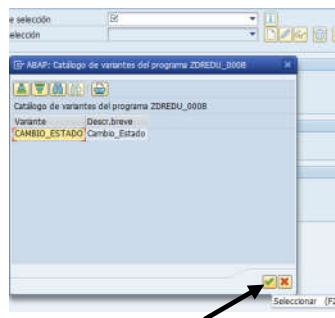 e selección
elección
ABAP: Catálogo de variantes del programa ZDREDU_0008
Catálogo de variantes del programa ZDREDU_0008
Variante Descr.breve
CAMBIO_ESTADO Cambio_Estado
Seleccionar (F2